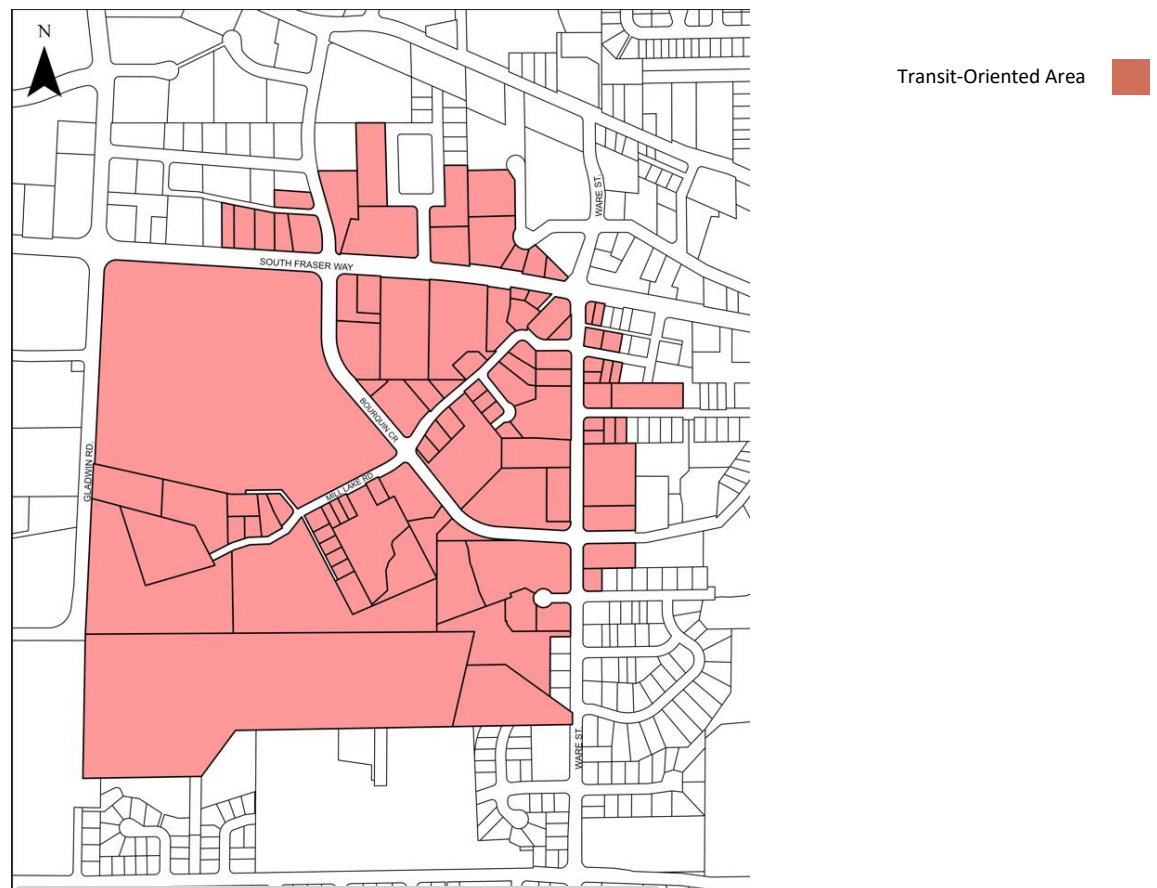 N
Transit-Oriented Area
WARE ST.
SOUTH FRASER WAY
BOURQUIN CR
GLADWIN RD.
MILL LAKE RD
WARE ST.